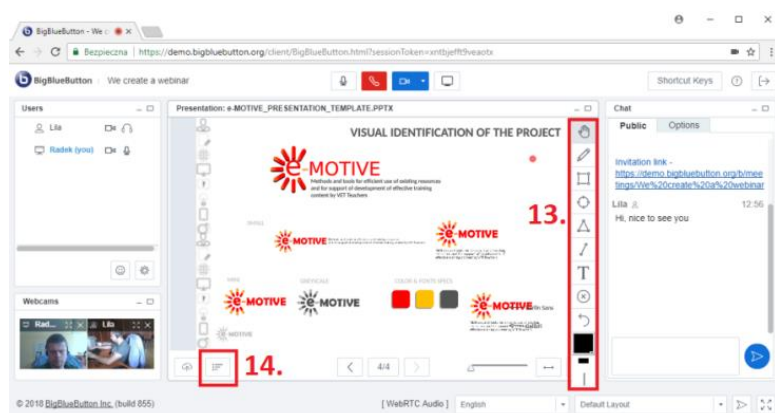 BigBlueButton - We c
Bezpieczna
https://demo.bigbluebutton.org/client/BigBlueButton.html?sessionToken=xntbjefft9veaotx
BigBlueButton
We create a webinar
Shortcut Keys
Users
Lila
Radek (you)
Webcams
Rad...
Lila
Presentation: e-MOTIVE_PRESENTATION_TEMPLATE.PPTX
VISUAL IDENTIFICATION OF THE PROJECT
e-MOTIVE
Methods and tools for efficient use of existing resources
and for support of development of effective training
content by VET Teachers
e-MOTIVE
e-MOTIVE
GREYSCALE
COLOR & FONTS SPECS
e-MOTIVE
e-MOTIVE
e-MOTIVE
e-MOTIVE
13.
T
14.
4/4
Chat
Public
Options
Invitation link -
https://demo.bigbluebutton.org/b/mee
tings/We%20create%20a%20webinar
Lila
12:56
Hi, nice to see you
© 2018 BigBlueButton Inc. (build 855)
[ WebRTC Audio ]
English
Default Layout